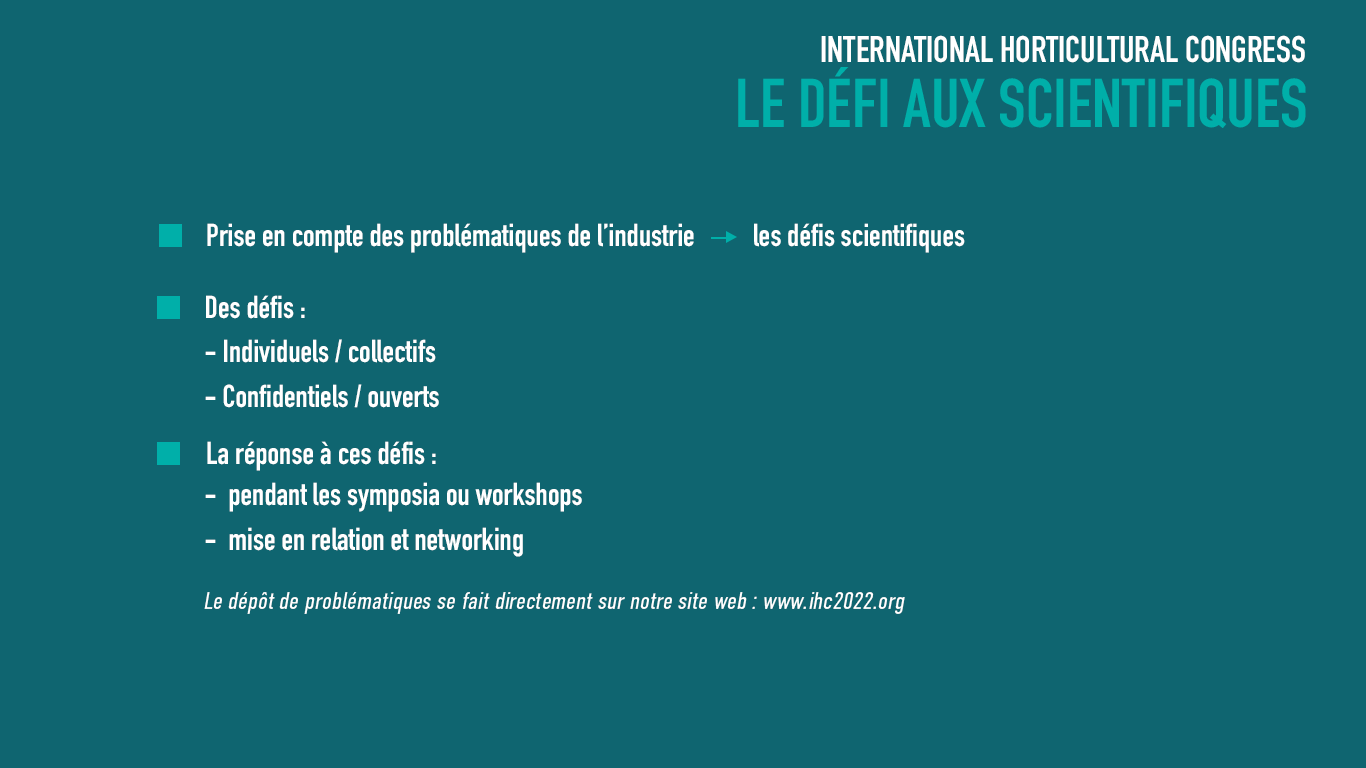 INTERNATIONAL HORTICULTURAL CONGRESS
LE DÉFI AUX SCIENTIFIQUES
Prise en compte des problématiques de l’industrie → les défis scientifiques
Des défis :
- Individuels / collectifs
- Confidentiels / ouverts
La réponse à ces défis :
- pendant les symposia ou workshops
- mise en relation et networking
Le dépôt de problématiques se fait directement sur notre site web : www.ihc2022.org